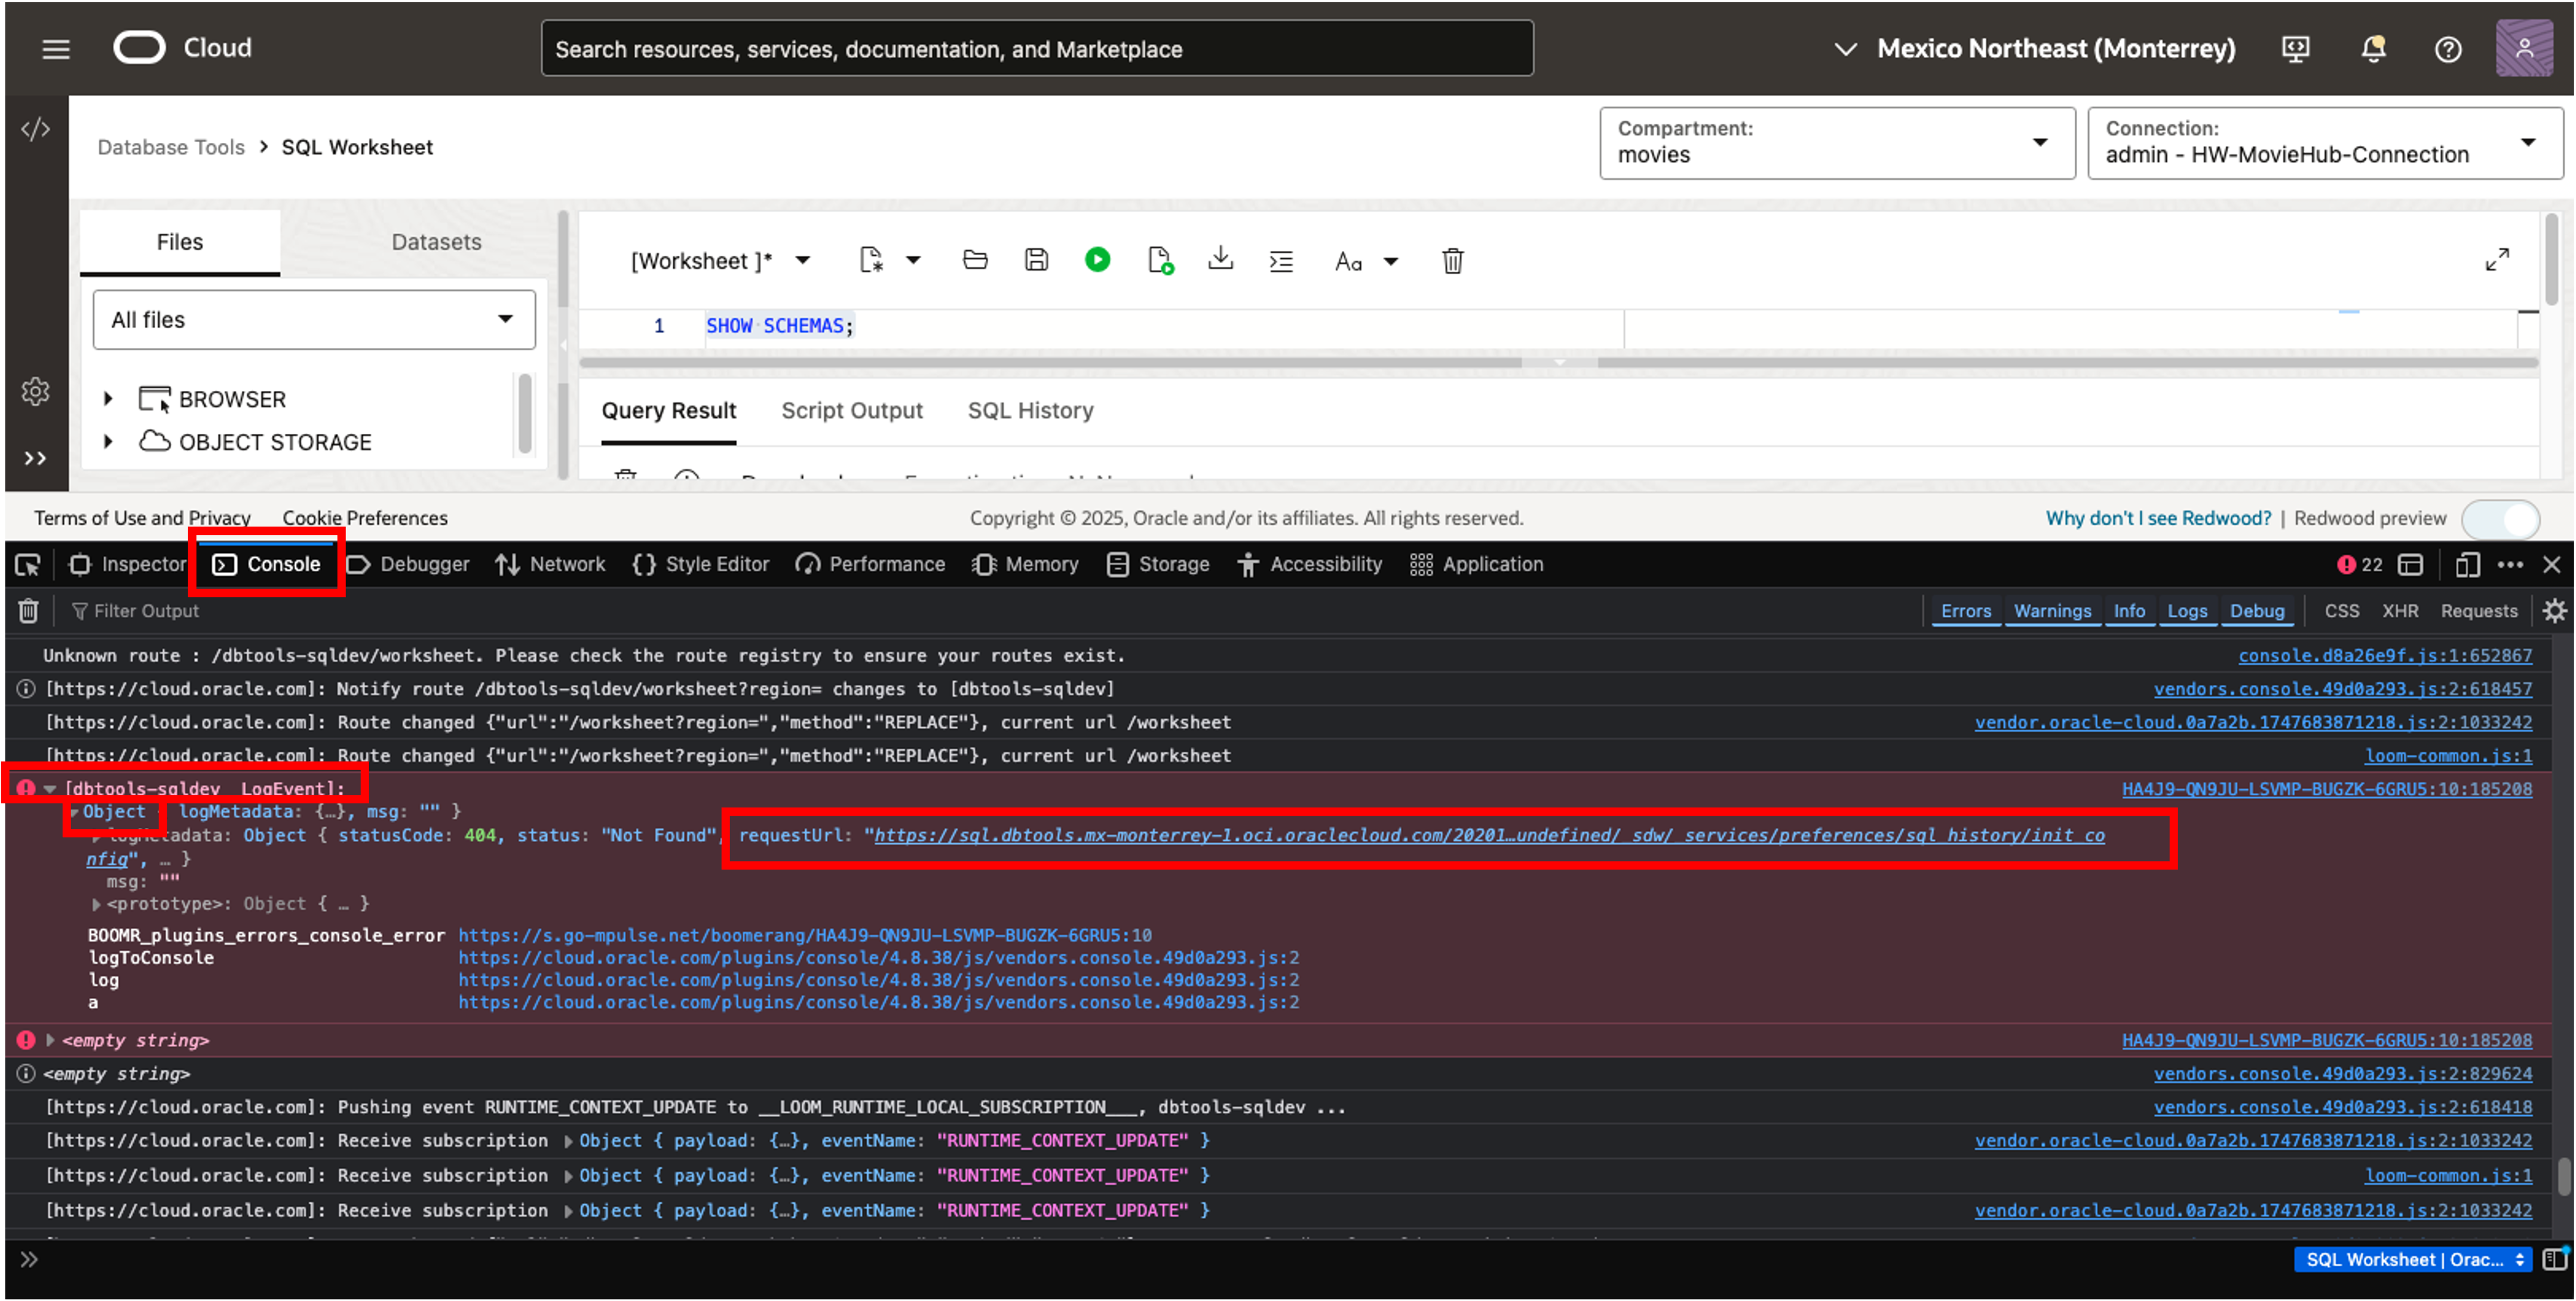 Cloud
Search resources, services, documentation, and Marketplace
Mexico Northeast (Monterrey)
Database Tools > SQL Worksheet
Compartment:
movies
Connection:
admin - HW-MovieHub-Connection
Files
Datasets
[Worksheet ]*
Aa
All files
1 SHOW SCHEMAS;
BROWSER
OBJECT STORAGE
Query Result Script Output SQL History
Terms of Use and Privacy Cookie Preferences
Copyright © 2025, Oracle and/or its affiliates. All rights reserved.
Why don't I see Redwood? | Redwood preview
Inspector Console Debugger Network Style Editor Performance Memory Storage Accessibility Application 22
Filter Output
Errors Warnings Info Logs Debug CSS XHR Requests
Unknown route : /dbtools-sqldev/worksheet. Please check the route registry to ensure your routes exist. console.d8a26e9f.js:1:652867
[https://cloud.oracle.com]: Notify route /dbtools-sqldev/worksheet?region= changes to [dbtools-sqldev] vendors.console.49d0a293.js:2:618457
[https://cloud.oracle.com]: Route changed {"url":"/worksheet?region=","method":"REPLACE"}, current url /worksheet vendor.oracle-cloud.0a7a2b.1747683871218.js:2:1033242
[https://cloud.oracle.com]: Route changed {"url":"/worksheet?region=","method":"REPLACE"}, current url /worksheet loom-common.js:1
[dbtools-sqldev LogEvent]: HA4J9-QN9JU-LSVMP-BUGZK-6GRU5:10:185208
Object logMetadata: {…}, msg: "" }
logMetadata: Object { statusCode: 404, status: "Not Found", requestUrl: "https://sql.dbtools.mx-monterrey-1.oci.oraclecloud.com/20201…undefined/_sdw/_services/preferences/sql_history/init_co
nfig", … }
msg: ""
<prototype>: Object { … }
BOOMR_plugins_errors_console_error https://s.go-mpulse.net/boomerang/HA4J9-QN9JU-LSVMP-BUGZK-6GRU5:10
logToConsole https://cloud.oracle.com/plugins/console/4.8.38/js/vendors.console.49d0a293.js:2
log https://cloud.oracle.com/plugins/console/4.8.38/js/vendors.console.49d0a293.js:2
a https://cloud.oracle.com/plugins/console/4.8.38/js/vendors.console.49d0a293.js:2
<empty string> HA4J9-QN9JU-LSVMP-BUGZK-6GRU5:10:185208
<empty string> vendors.console.49d0a293.js:2:829624
[https://cloud.oracle.com]: Pushing event RUNTIME_CONTEXT_UPDATE to __LOOM_RUNTIME_LOCAL_SUBSCRIPTION___, dbtools-sqldev ... vendors.console.49d0a293.js:2:618418
[https://cloud.oracle.com]: Receive subscription Object { payload: {…}, eventName: "RUNTIME_CONTEXT_UPDATE" } vendor.oracle-cloud.0a7a2b.1747683871218.js:2:1033242
[https://cloud.oracle.com]: Receive subscription Object { payload: {…}, eventName: "RUNTIME_CONTEXT_UPDATE" } loom-common.js:1
[https://cloud.oracle.com]: Receive subscription Object { payload: {…}, eventName: "RUNTIME_CONTEXT_UPDATE" } vendor.oracle-cloud.0a7a2b.1747683871218.js:2:1033242
SQL Worksheet | Orac...